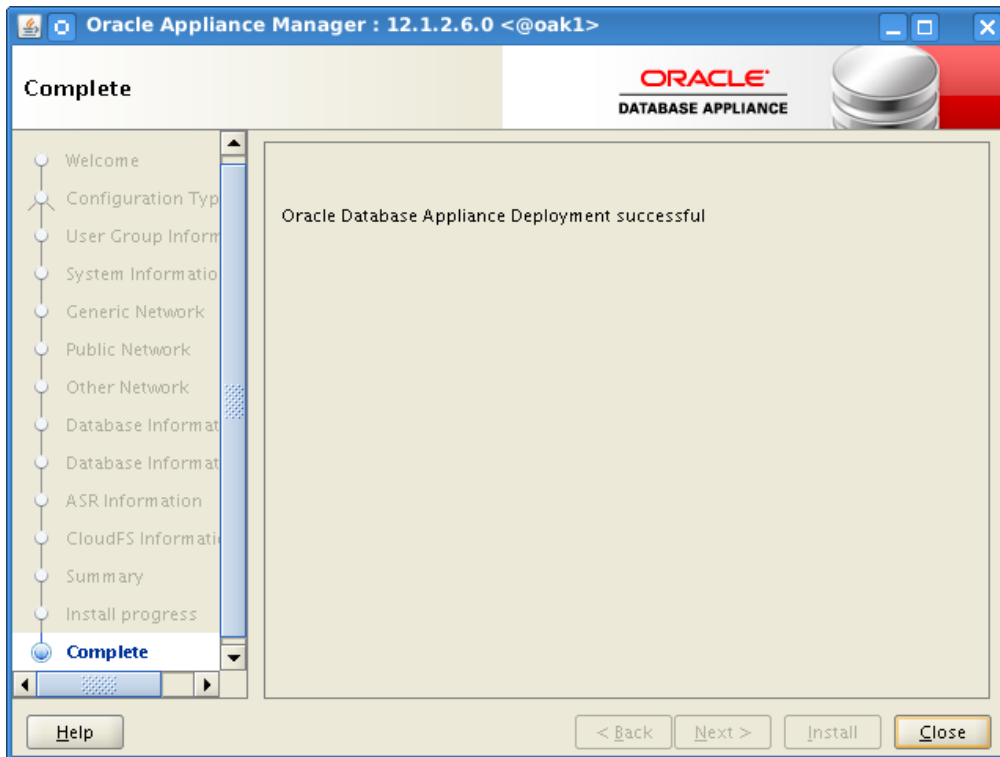 Oracle Appliance Manager : 12.1.2.6.0 <@oak1>
Complete
ORACLE
DATABASE APPLIANCE
Welcome
Configuration Typ
User Group Inform
System Informatio
Generic Network
Public Network
Other Network
Database Informat
Database Informat
ASR Information
CloudFS Informati
Summary
Install progress
Complete
Oracle Database Appliance Deployment successful
Help
< Back
Next >
Install
Close